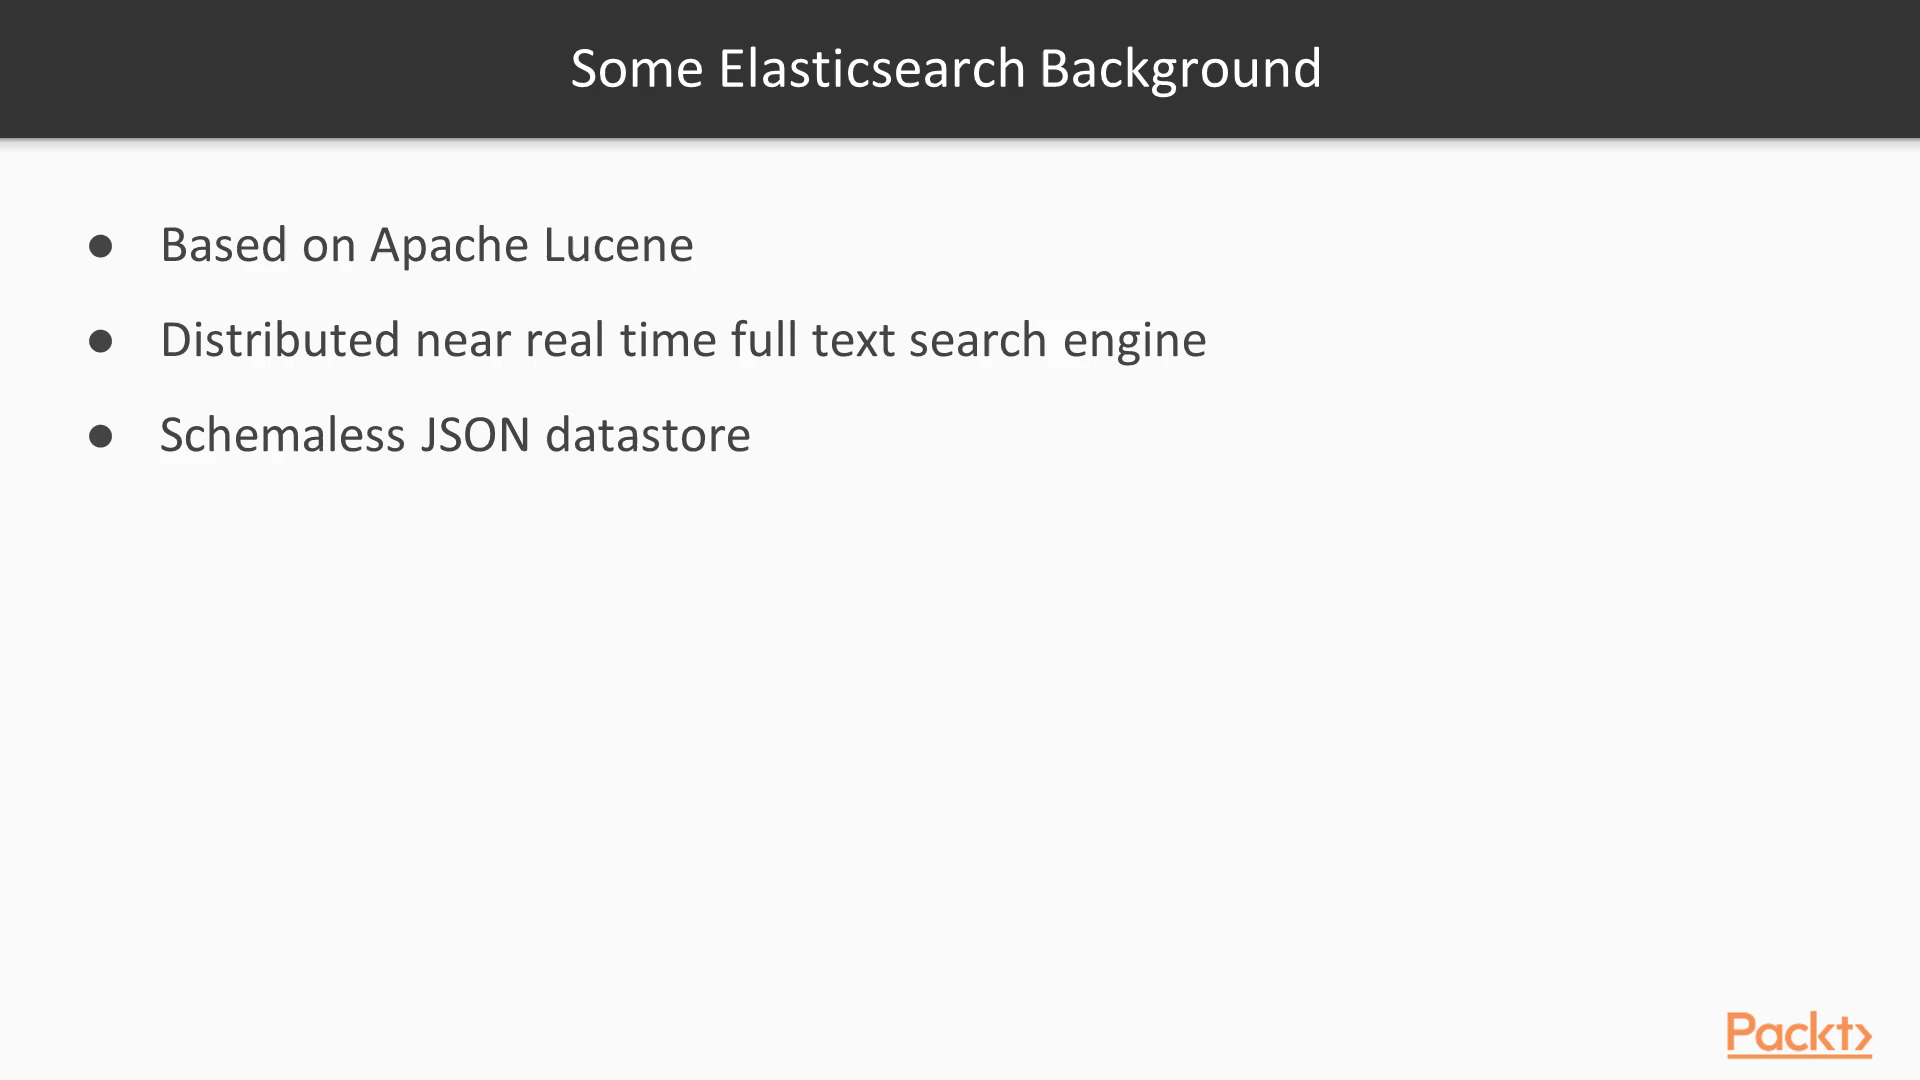 Some Elasticsearch Background
● Based on Apache Lucene
● Distributed near real time full text search engine
● Schemaless JSON datastore
Packt>